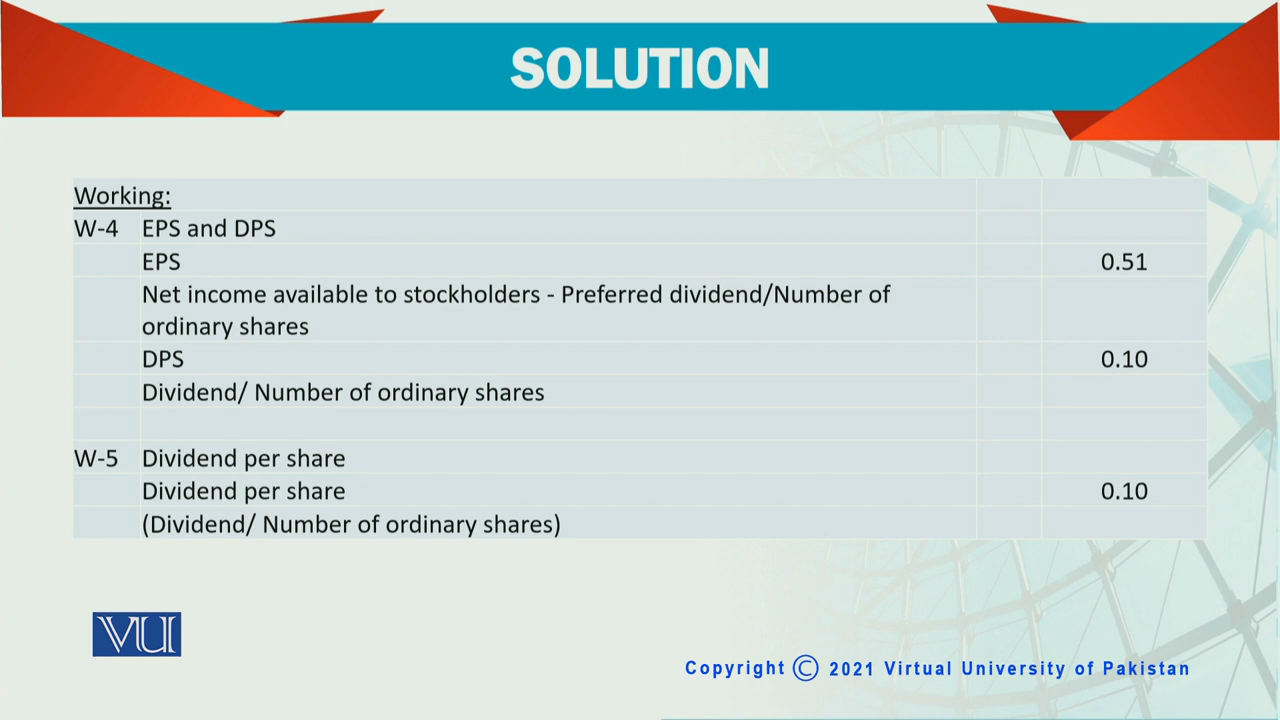 SOLUTION
Working:
W-4 EPS and DPS
EPS 0.51
Net income available to stockholders - Preferred dividend/Number of
ordinary shares
DPS 0.10
Dividend/ Number of ordinary shares
W-5 Dividend per share
Dividend per share 0.10
(Dividend/ Number of ordinary shares)
VU
Copyright © 2021 Virtual University of Pakistan